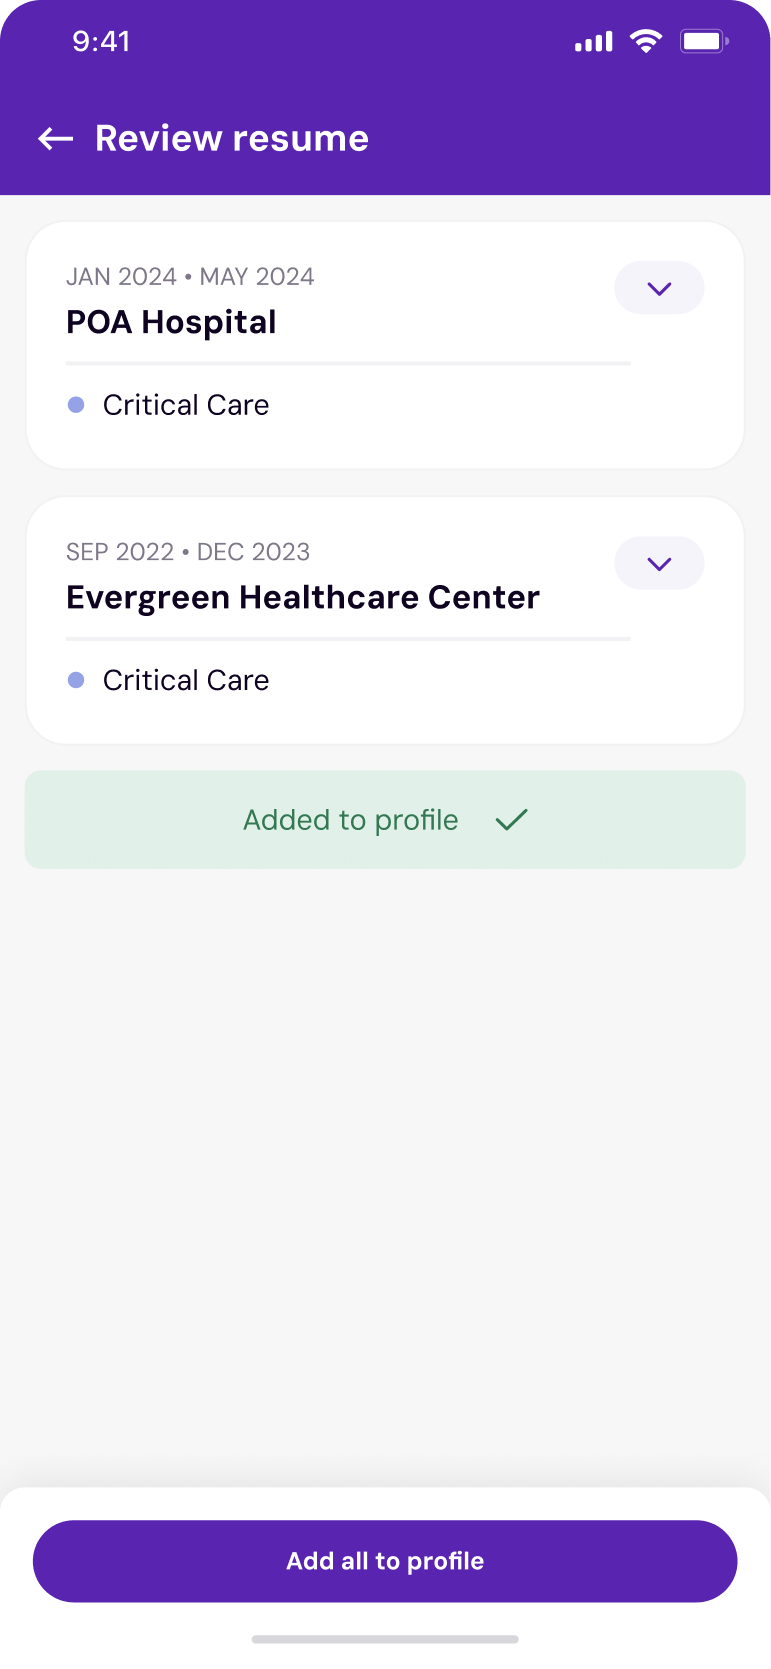 9:41
Review resume
JAN 2024 • MAY 2024
POA Hospital
Critical Care
SEP 2022 • DEC 2023
Evergreen Healthcare Center
Critical Care
Added to profile
Add all to profile